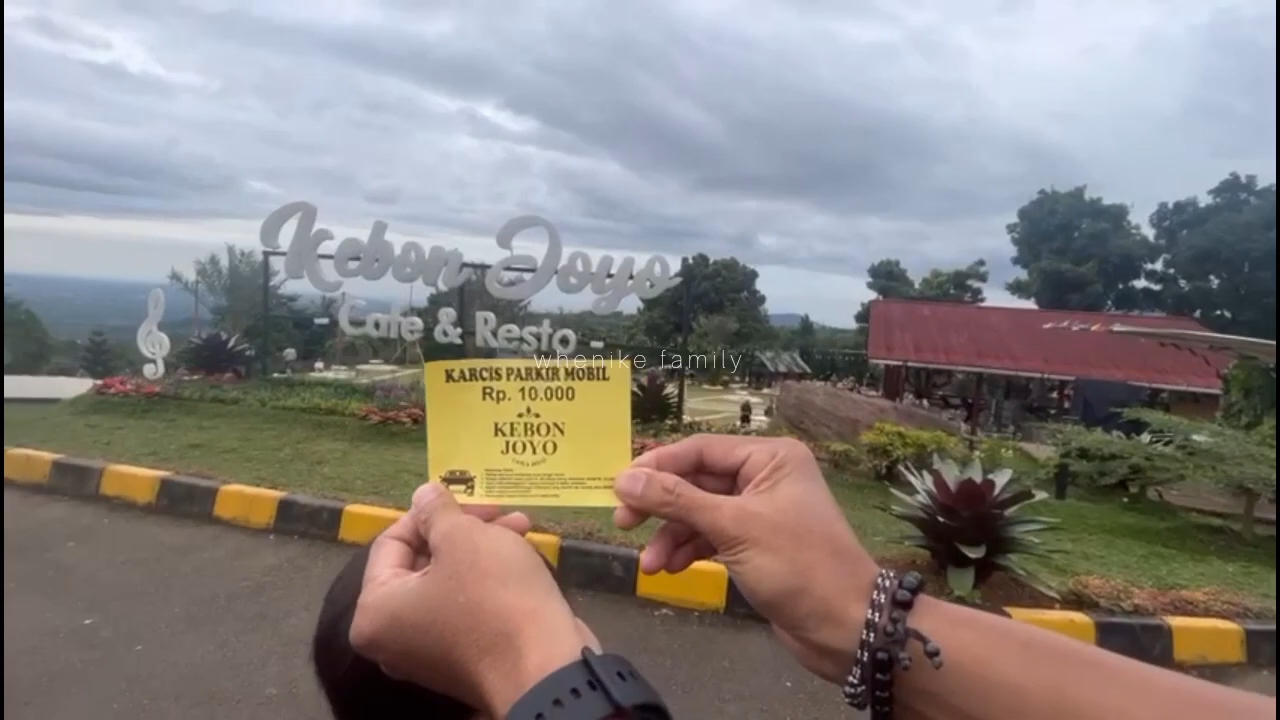 Kebon Joyo
Cafe & Resto -
whenike family
KARCIS PARKIR MOBIL
Rp. 10.000
KEBON
JOYO